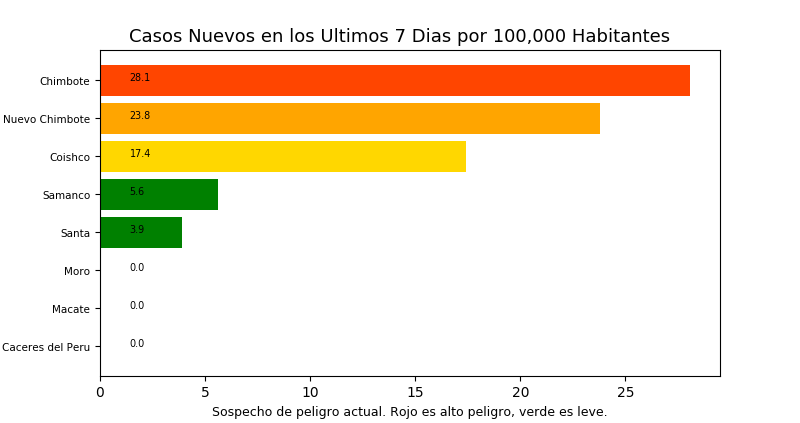 Casos Nuevos en los Ultimos 7 Dias por 100,000 Habitantes
Chimbote 28.1
Nuevo Chimbote 23.8
Coishco 17.4
Samanco 5.6
Santa 3.9
Moro 0.0
Macate 0.0
Caceres del Peru 0.0
0 5 10 15 20 25
Sospecho de peligro actual. Rojo es alto peligro, verde es leve.